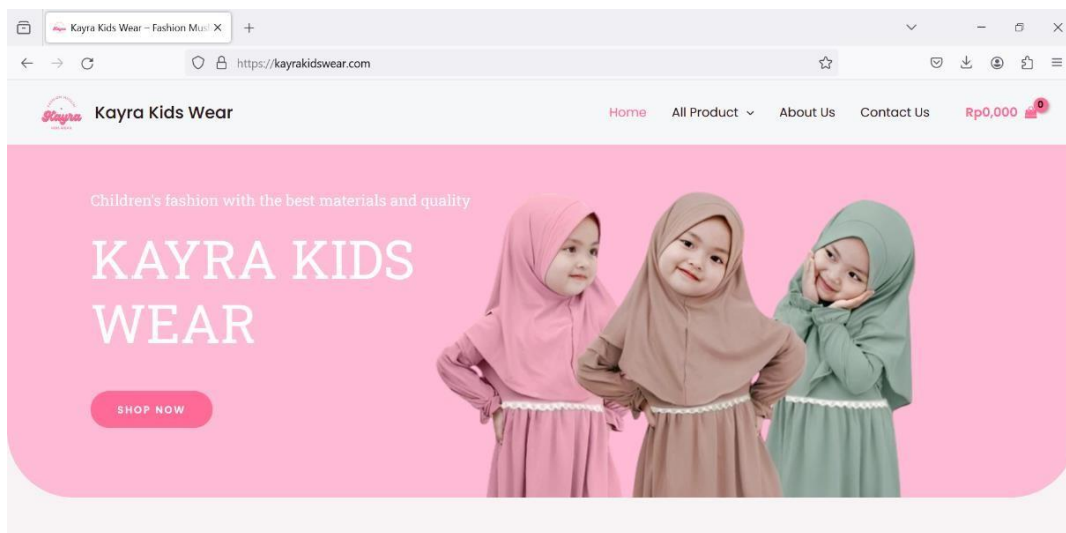 Kayra Kids Wear – Fashion Mus
https://kayrakidswear.com
Kayra
Kayra Kids Wear
Home All Product About Us Contact Us Rp0,000 0
Children's fashion with the best materials and quality
KAYRA KIDS
WEAR
SHOP NOW